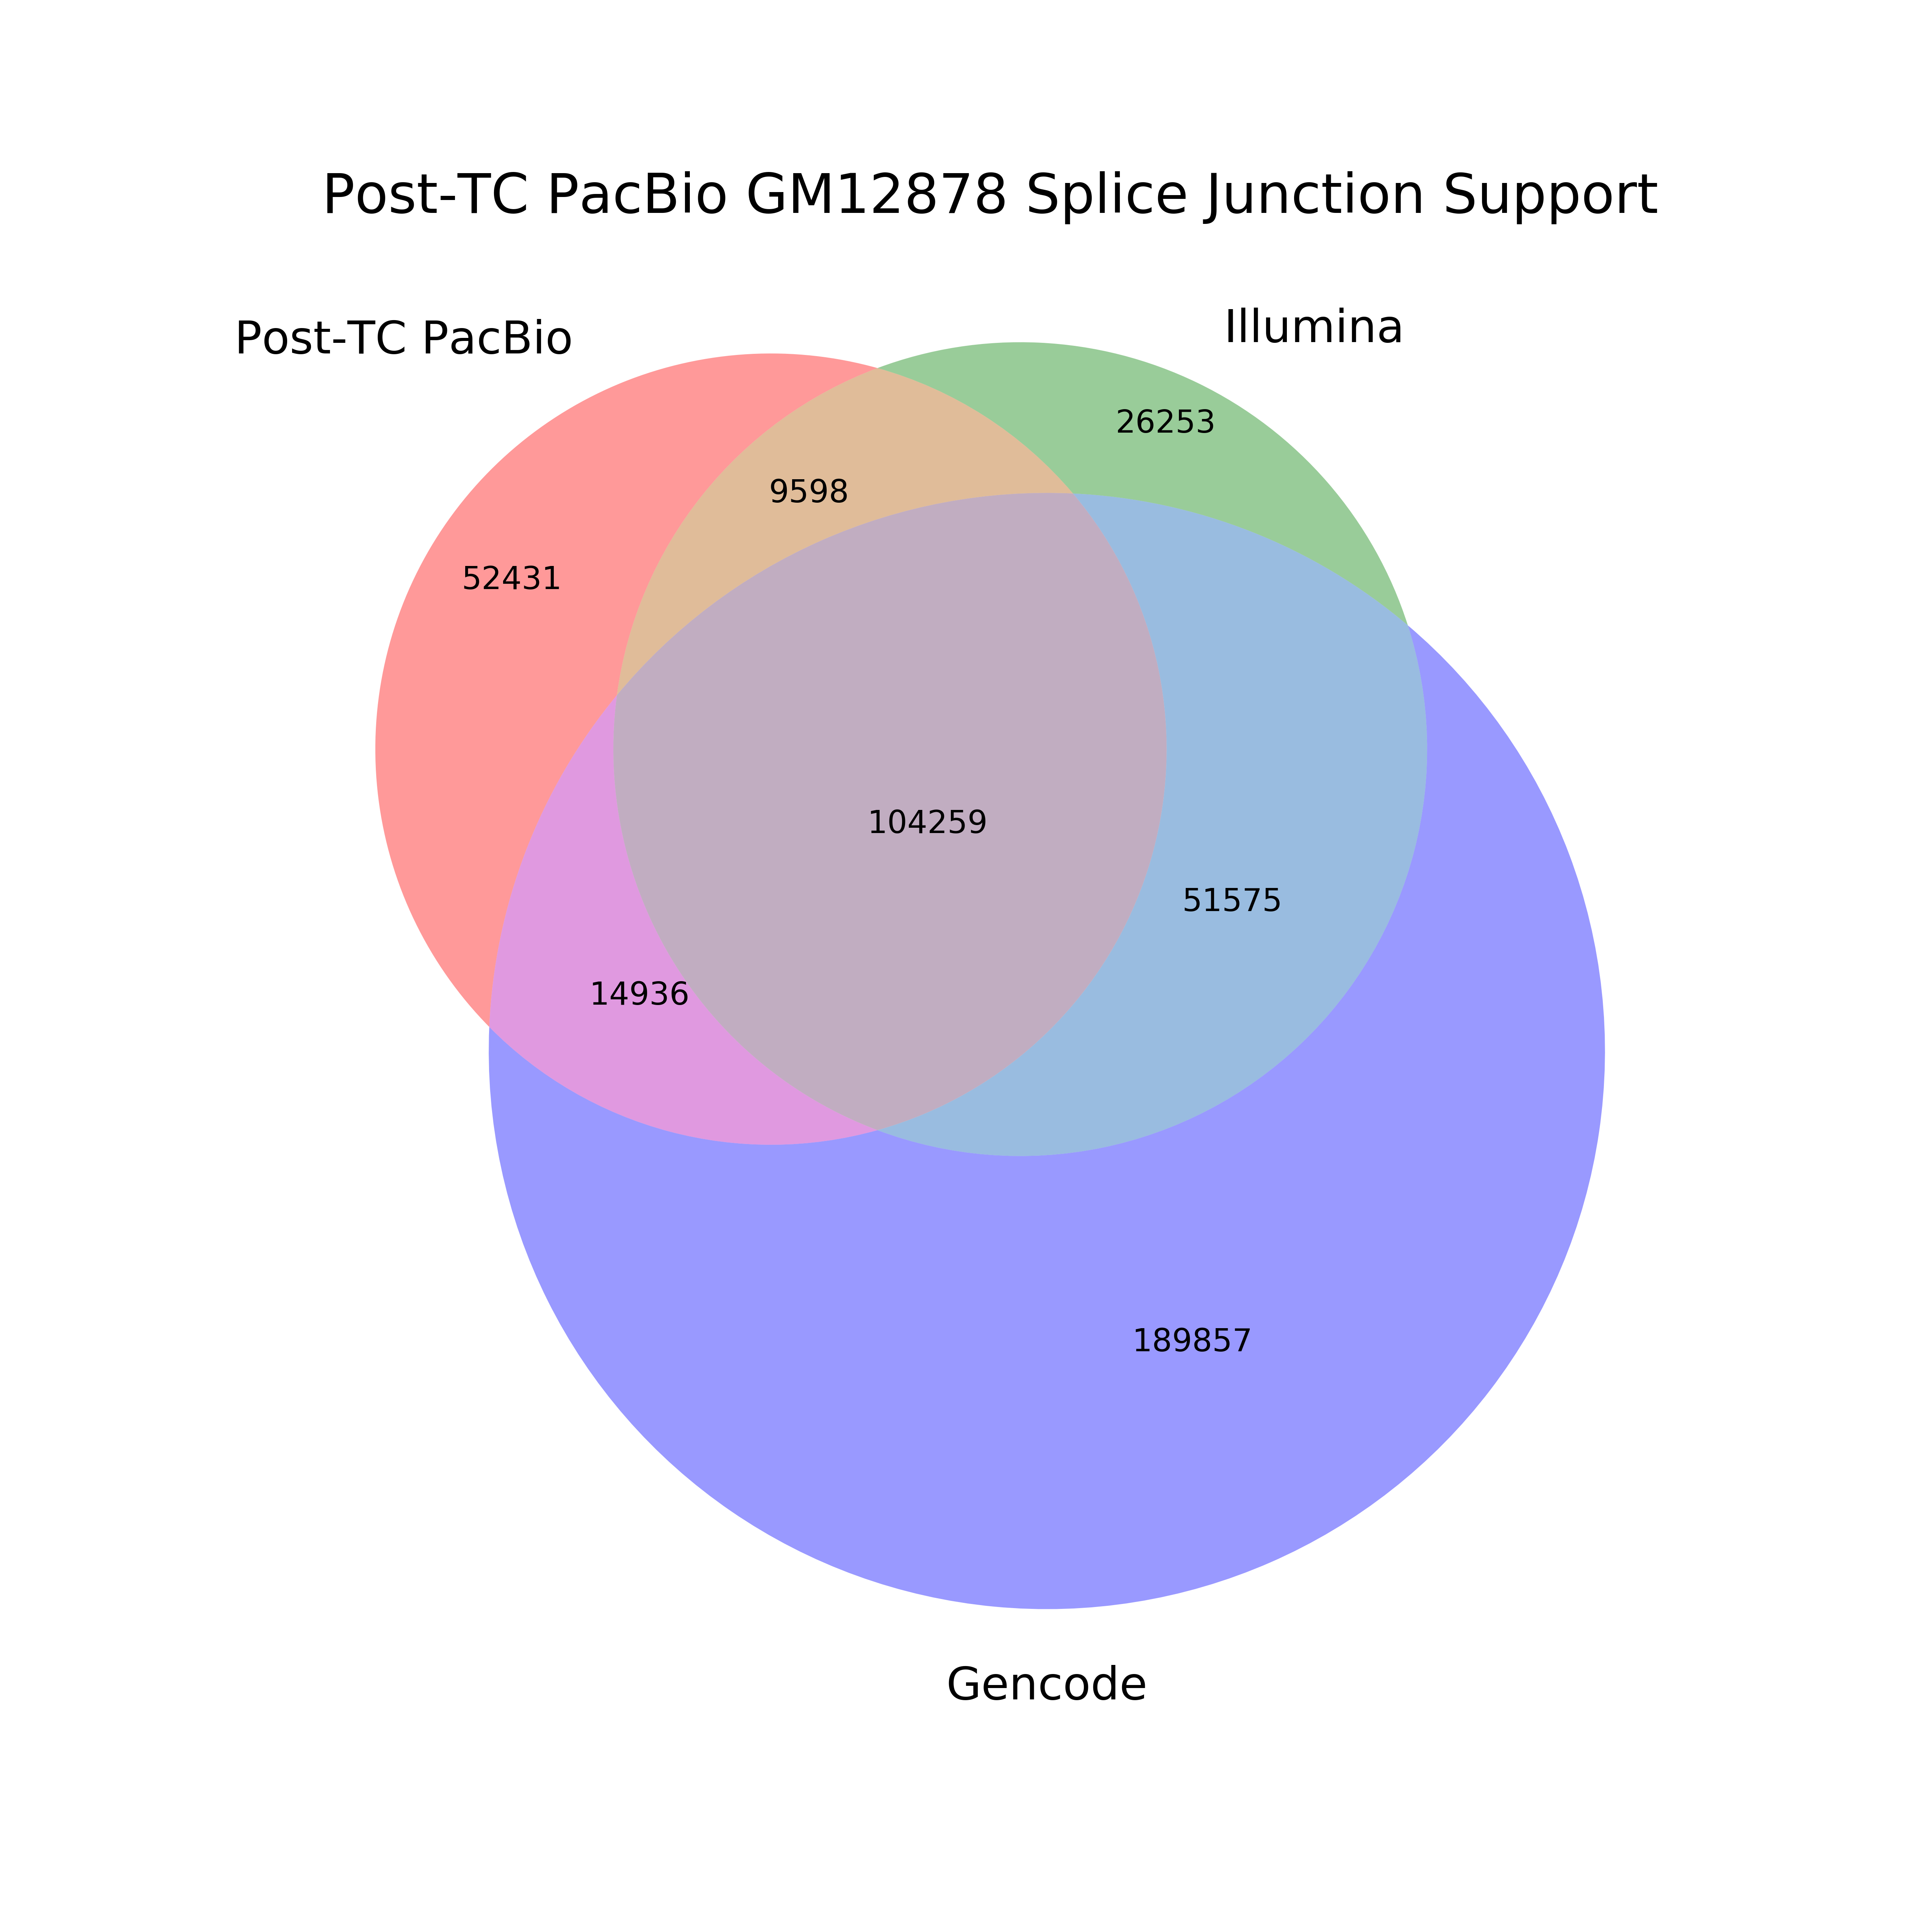 Post-TC PacBio GM12878 Splice Junction Support
Post-TC PacBio
Illumina
26253
9598
52431
104259
51575
14936
189857
Gencode